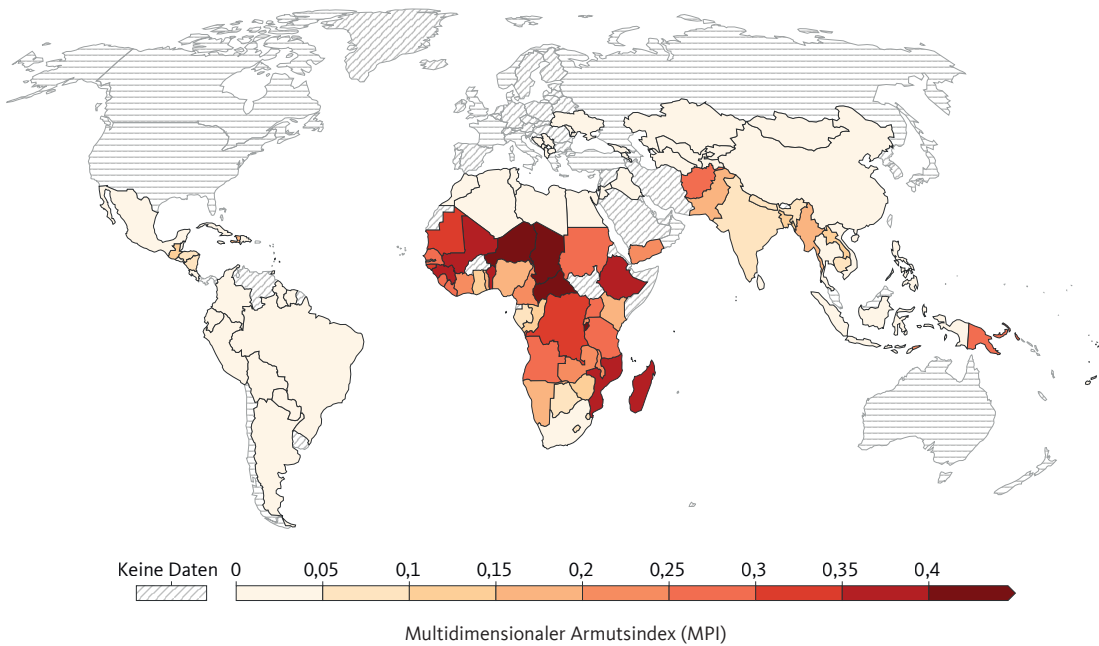 Keine Daten 0 0,05 0,1 0,15 0,2 0,25 0,3 0,35 0,4
Multidimensionaler Armutsindex (MPI)